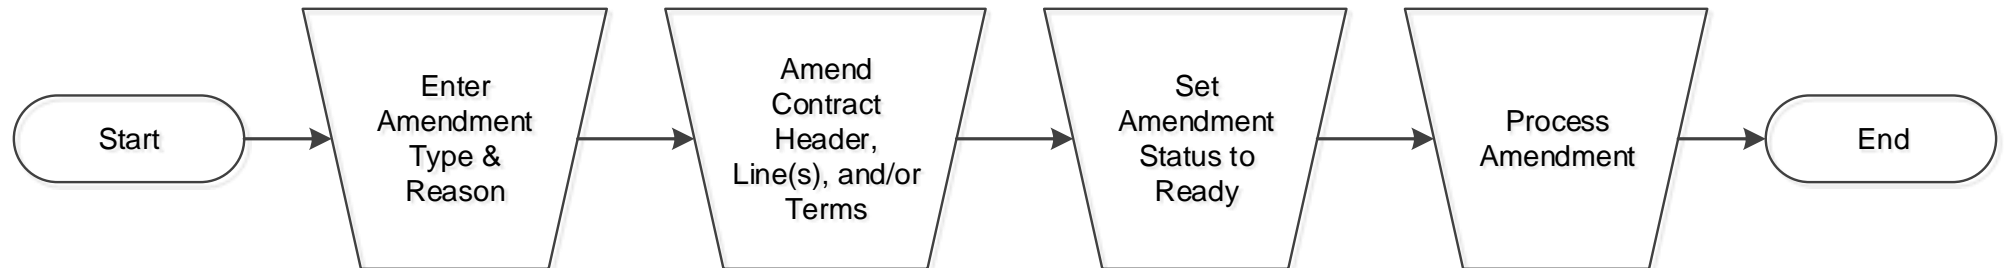 Start
Enter
Amendment
Type &
Reason
Amend
Contract
Header,
Line(s), and/or
Terms
Set
Amendment
Status to
Ready
Process
Amendment
End